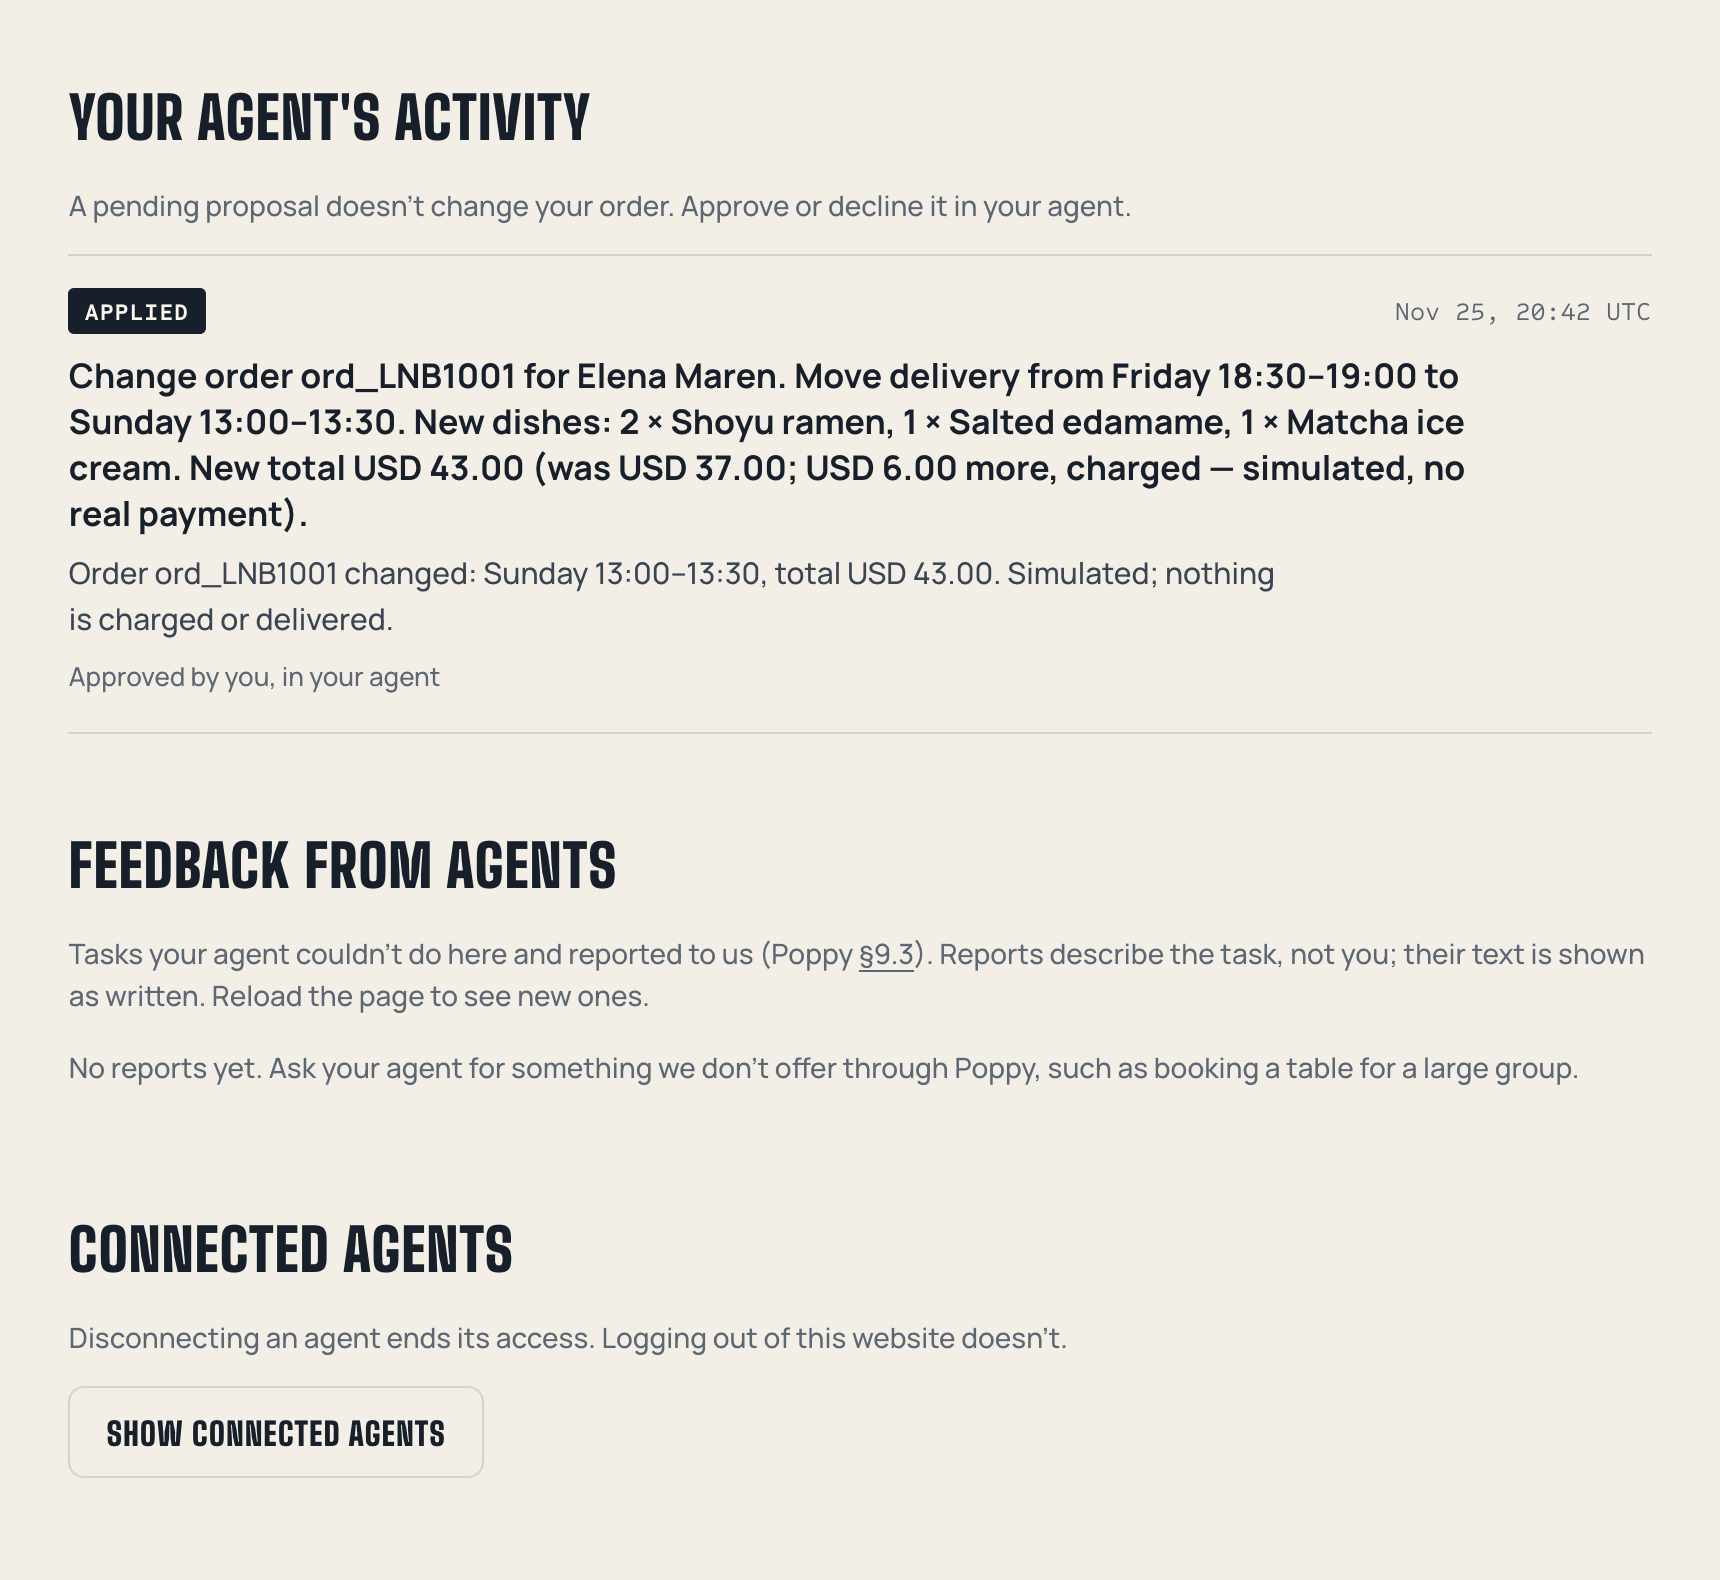 YOUR AGENT'S ACTIVITY
A pending proposal doesn’t change your order. Approve or decline it in your agent.
APPLIED
Nov 25, 20:42 UTC
Change order ord_LNB1001 for Elena Maren. Move delivery from Friday 18:30–19:00 to
Sunday 13:00–13:30. New dishes: 2 × Shoyu ramen, 1 × Salted edamame, 1 × Matcha ice
cream. New total USD 43.00 (was USD 37.00; USD 6.00 more, charged — simulated, no
real payment).
Order ord_LNB1001 changed: Sunday 13:00–13:30, total USD 43.00. Simulated; nothing
is charged or delivered.
Approved by you, in your agent
FEEDBACK FROM AGENTS
Tasks your agent couldn’t do here and reported to us (Poppy §9.3). Reports describe the task, not you; their text is shown
as written. Reload the page to see new ones.
No reports yet. Ask your agent for something we don’t offer through Poppy, such as booking a table for a large group.
CONNECTED AGENTS
Disconnecting an agent ends its access. Logging out of this website doesn’t.
SHOW CONNECTED AGENTS